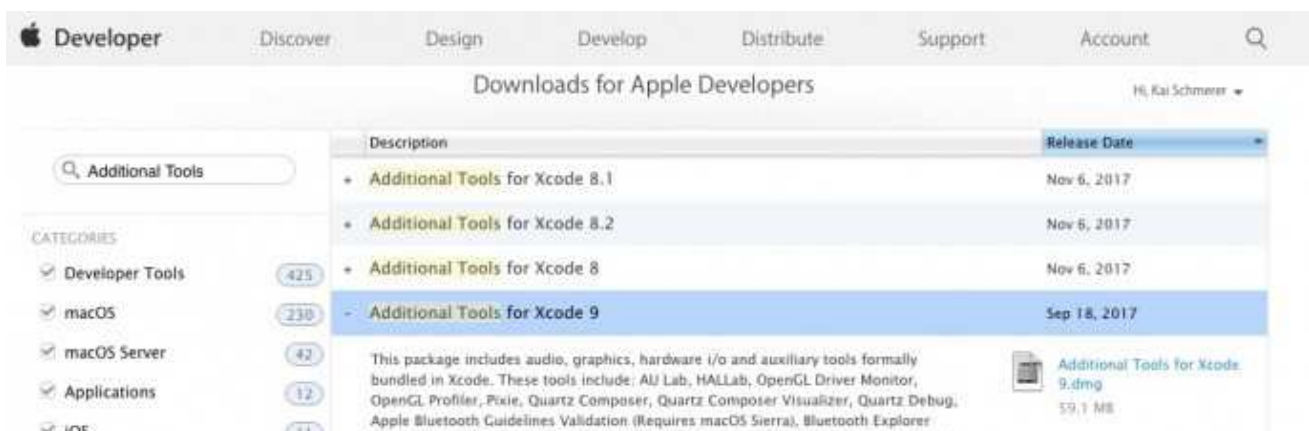 Developer Discover Design Develop Distribute Support Account
Downloads for Apple Developers
Hi, Kai Schmerer
Additional Tools
CATEGORIES
Developer Tools 425
macOS 230
macOS Server 42
Applications 12
iOS
Description Release Date
+ Additional Tools for Xcode 8.1 Nov 6, 2017
+ Additional Tools for Xcode 8.2 Nov 6, 2017
+ Additional Tools for Xcode 8 Nov 6, 2017
- Additional Tools for Xcode 9 Sep 18, 2017
This package includes audio, graphics, hardware i/o and auxiliary tools formally
bundled in Xcode. These tools include: AU Lab, HALLab, OpenGL Driver Monitor,
OpenGL Profiler, Pixie, Quartz Composer, Quartz Composer Visualizer, Quartz Debug,
Apple Bluetooth Guidelines Validation (Requires macOS Sierra), Bluetooth Explorer
Additional Tools for Xcode
9.dmg
59.1 MB